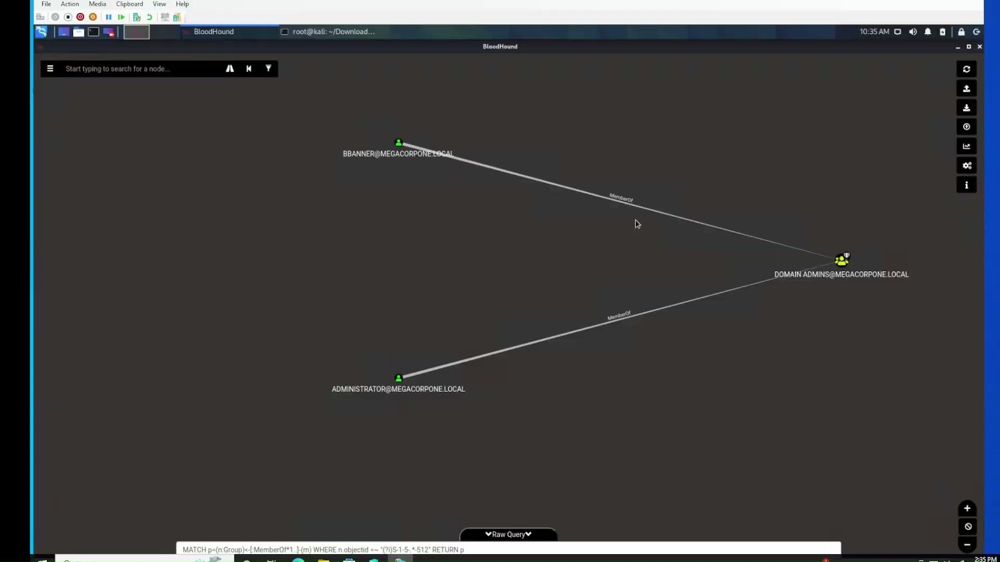 File Action Media Clipboard View Help
BloodHound
root@kali: ~/Download...
10:35 AM
BloodHound
Start typing to search for a node...
BBANNER@MEGACORPONE.LOCAL
MemberOf
DOMAIN ADMINS@MEGACORPONE.LOCAL
MemberOf
ADMINISTRATOR@MEGACORPONE.LOCAL
Raw Query
MATCH p=(n:Group)<-[:MemberOf*1..]-(m) WHERE n.objectid =~ "(?i)S-1-5-.*-512" RETURN p
2:35 PM